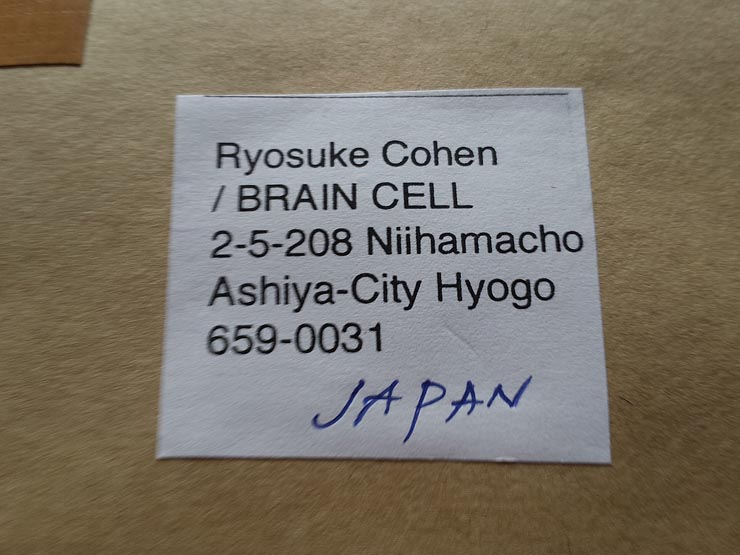 Ryosuke Cohen
/ BRAIN CELL
2-5-208 Niihamacho
Ashiya-City Hyogo
659-0031
JAPAN